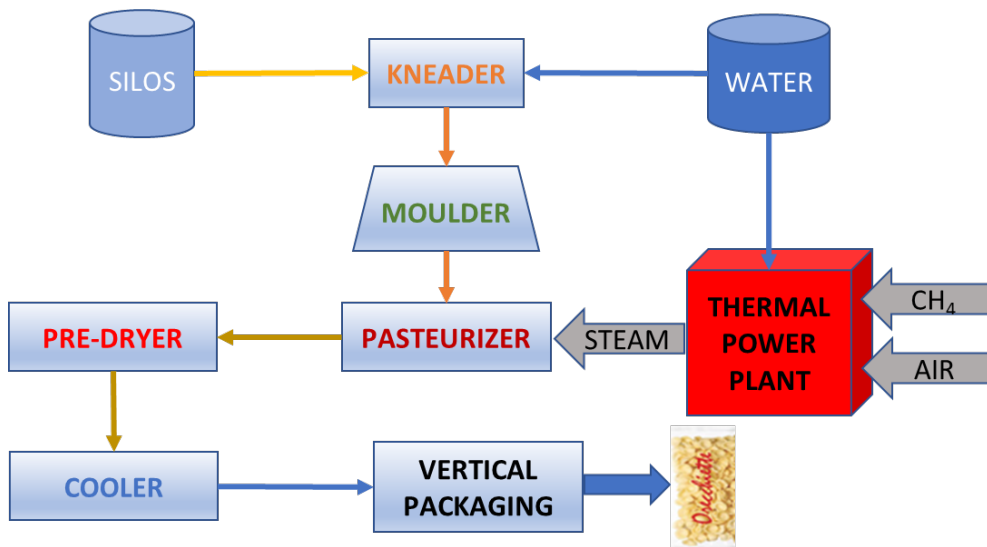 SILOS
KNEADER
WATER
MOULDER
THERMAL
POWER
PLANT
CH₄
AIR
STEAM
PASTEURIZER
PRE-DRYER
COOLER
VERTICAL
PACKAGING
Orecchiette